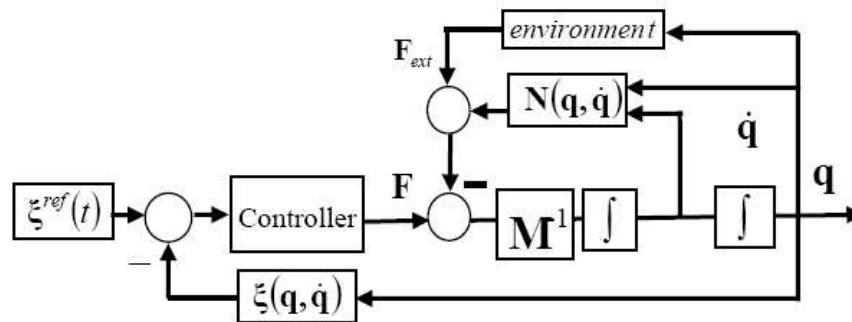 environment
F_ext
N(q, q̇)
q̇
q
ξ^ref(t)
Controller
F
−
M^-1
∫
∫
−
ξ(q, q̇)